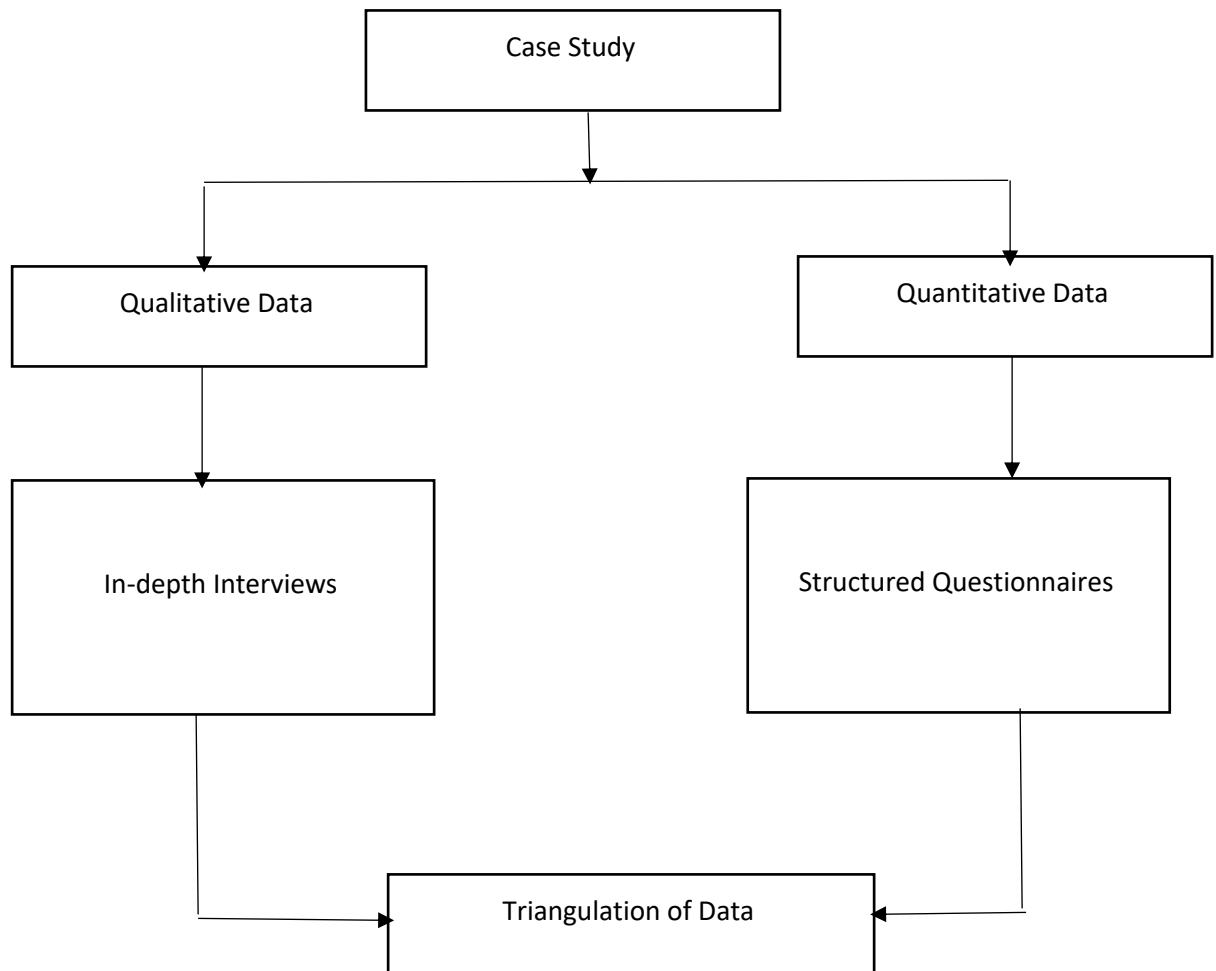 Case Study
Qualitative Data
Quantitative Data
In-depth Interviews
Structured Questionnaires
Triangulation of Data